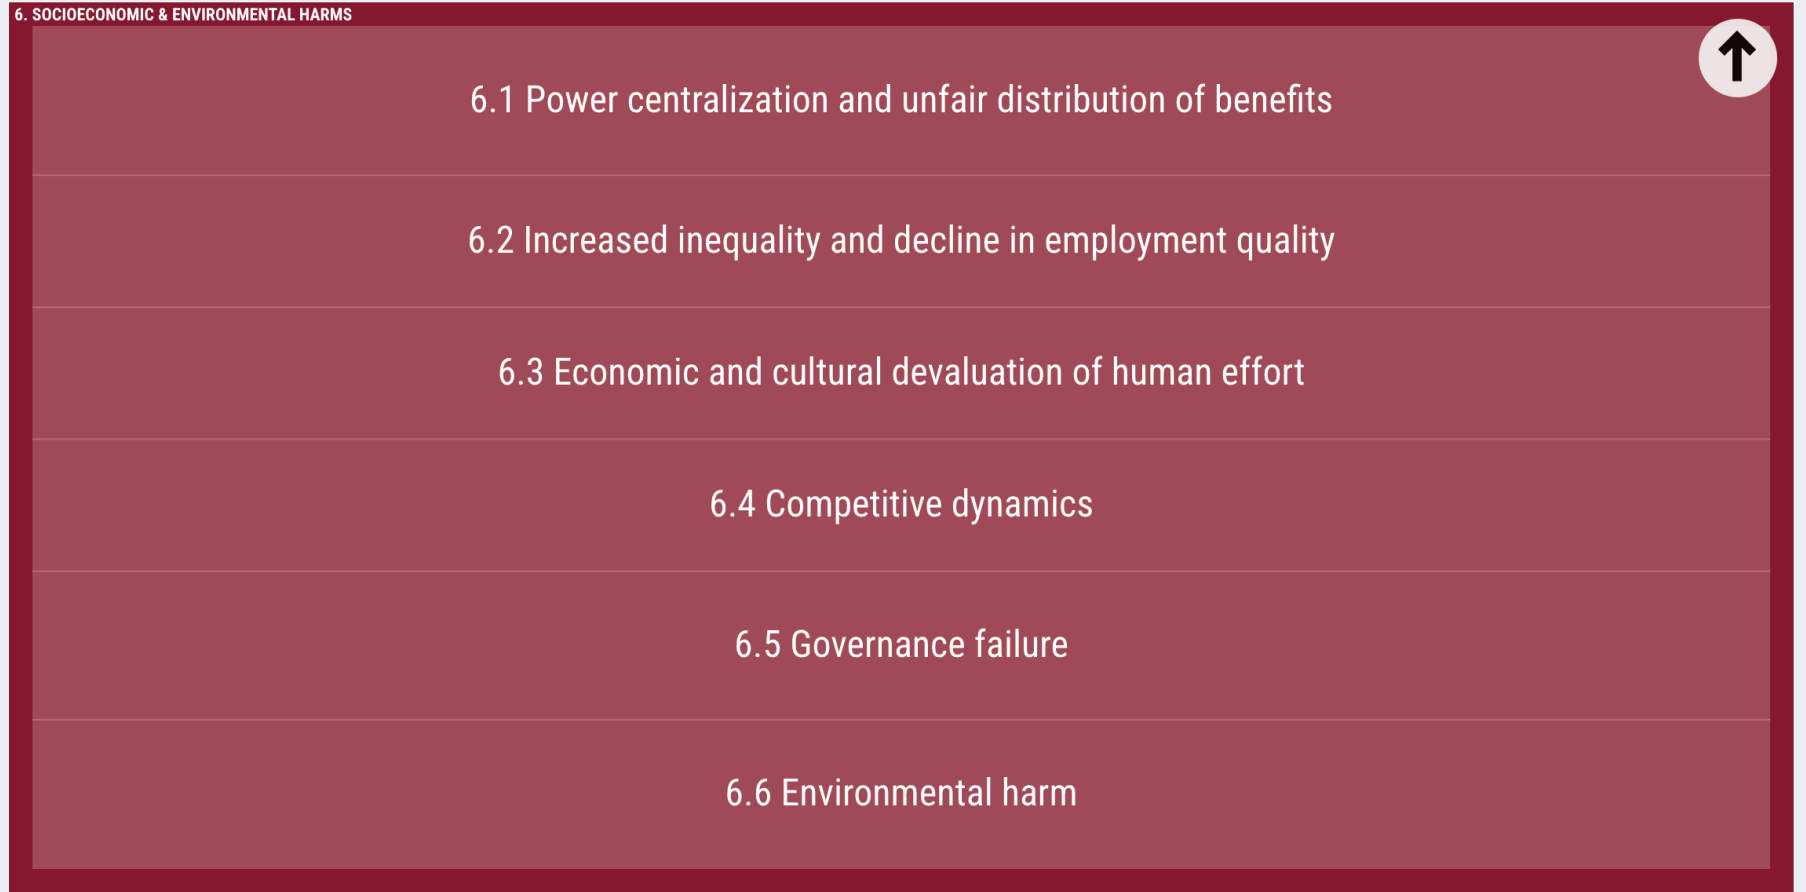 6. SOCIOECONOMIC & ENVIRONMENTAL HARMS
6.1 Power centralization and unfair distribution of benefits
6.2 Increased inequality and decline in employment quality
6.3 Economic and cultural devaluation of human effort
6.4 Competitive dynamics
6.5 Governance failure
6.6 Environmental harm